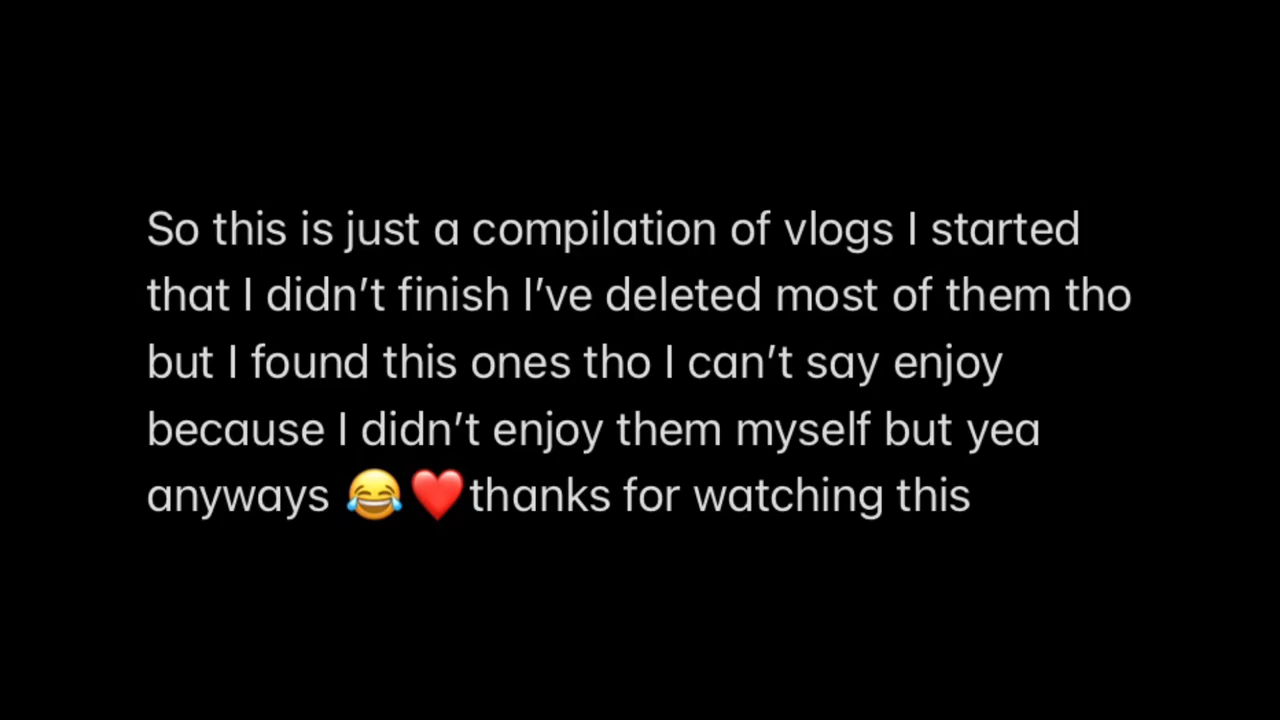 So this is just a compilation of vlogs I started
that I didn’t finish I’ve deleted most of them tho
but I found this ones tho I can’t say enjoy
because I didn’t enjoy them myself but yea
anyways 😂❤️thanks for watching this